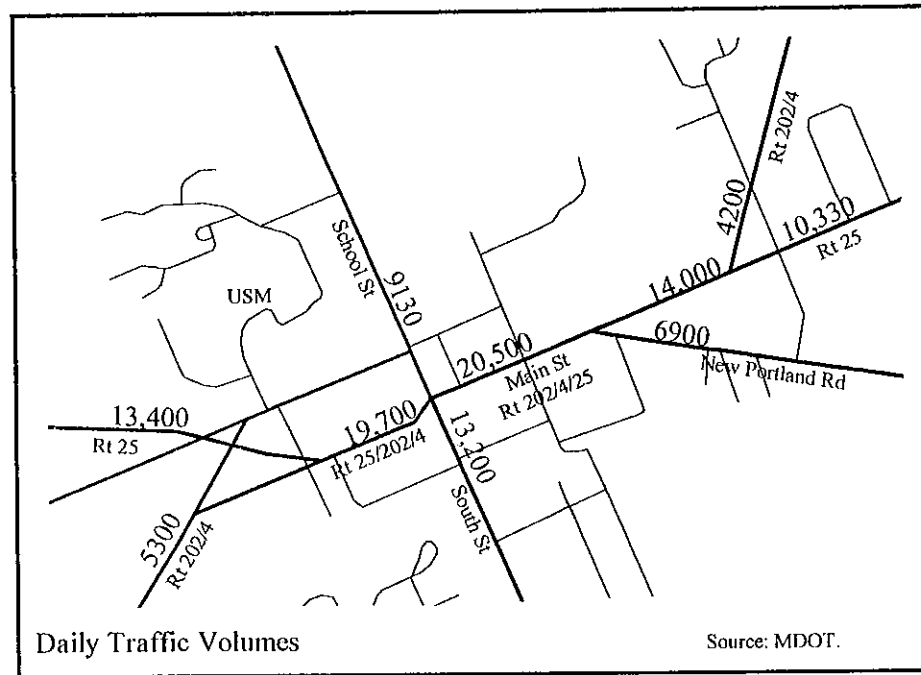 Rt 202/4
4200
10,330
Rt 25
School St
9130
14,000
USM
6900
New Portland Rd
20,500
Main St
Rt 202/4/25
13,400
Rt 25
19,700
Rt 25/202/4
13,200
South St
5300
Rt 202/4
Daily Traffic Volumes
Source: MDOT.